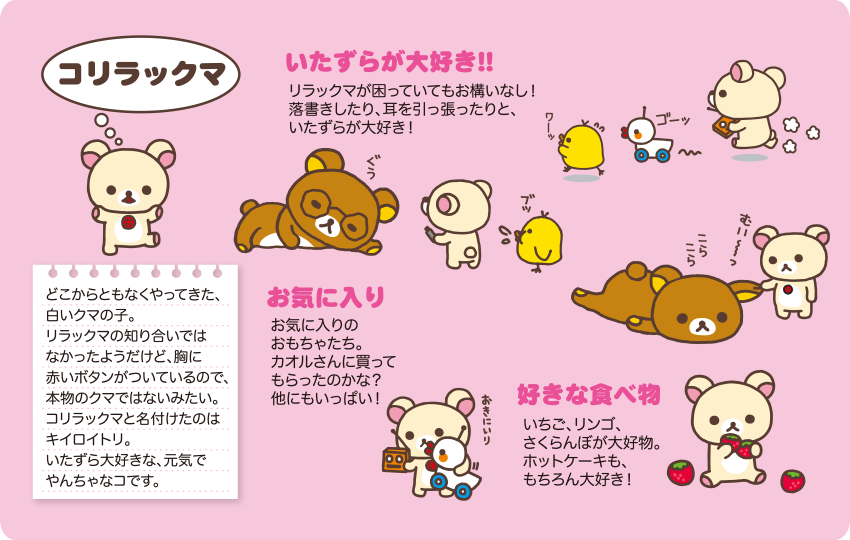 コリラックマ
どこからともなくやってきた、
白いクマの子。
リラックマの知り合いでは
なかったようだけど、胸に
赤いボタンがついているので、
本物のクマではないみたい。
コリラックマと名付けたのは
キイロイトリ。
いたずら大好きな、元気で
やんちゃなコです。
いたずらが大好き!!
リラックマが困っていてもお構いなし！
落書きしたり、耳を引っ張ったりと、
いたずらが大好き！
ワーッ
ゴーッ
ぐぅ
ブッ
むい〜っ
こら
こら
お気に入り
お気に入りの
おもちゃたち。
カオルさんに買って
もらったのかな？
他にもいっぱい！
おきにいり
好きな食べ物
いちご、リンゴ、
さくらんぼが大好物。
ホットケーキも、
もちろん大好き！